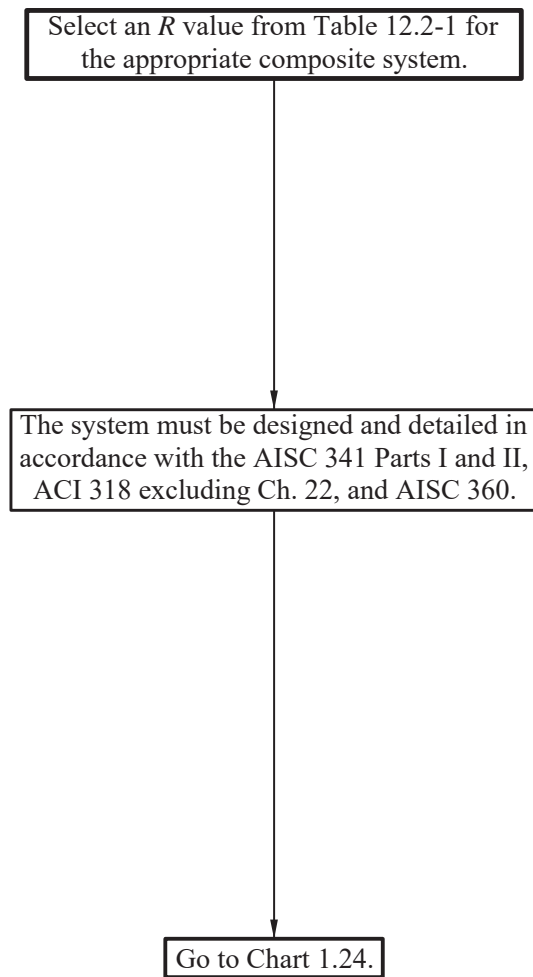 Select an R value from Table 12.2-1 for
the appropriate composite system.
The system must be designed and detailed in
accordance with the AISC 341 Parts I and II,
ACI 318 excluding Ch. 22, and AISC 360.
Go to Chart 1.24.